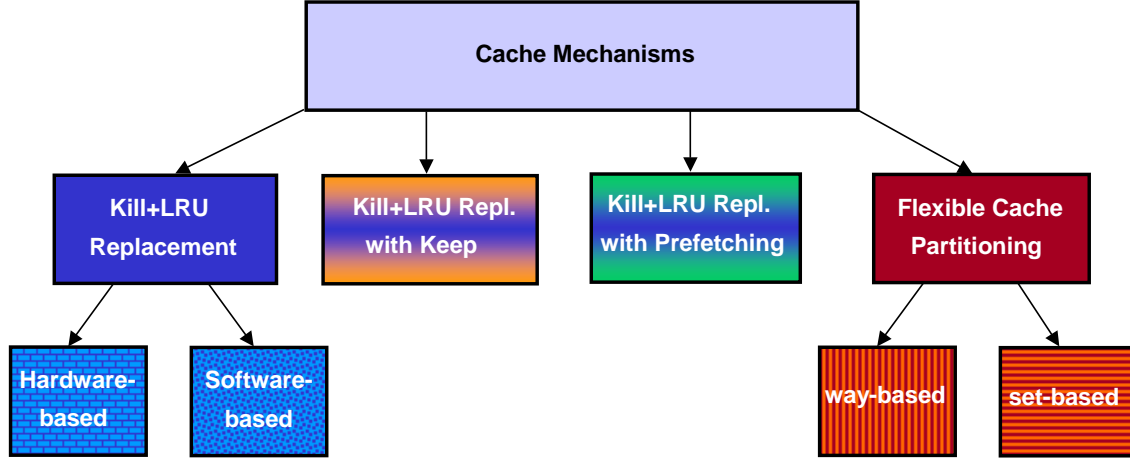 Cache Mechanisms
Kill+LRU
Replacement
Kill+LRU Repl.
with Keep
Kill+LRU Repl.
with Prefetching
Flexible Cache
Partitioning
Hardware-
based
Software-
based
way-based
set-based